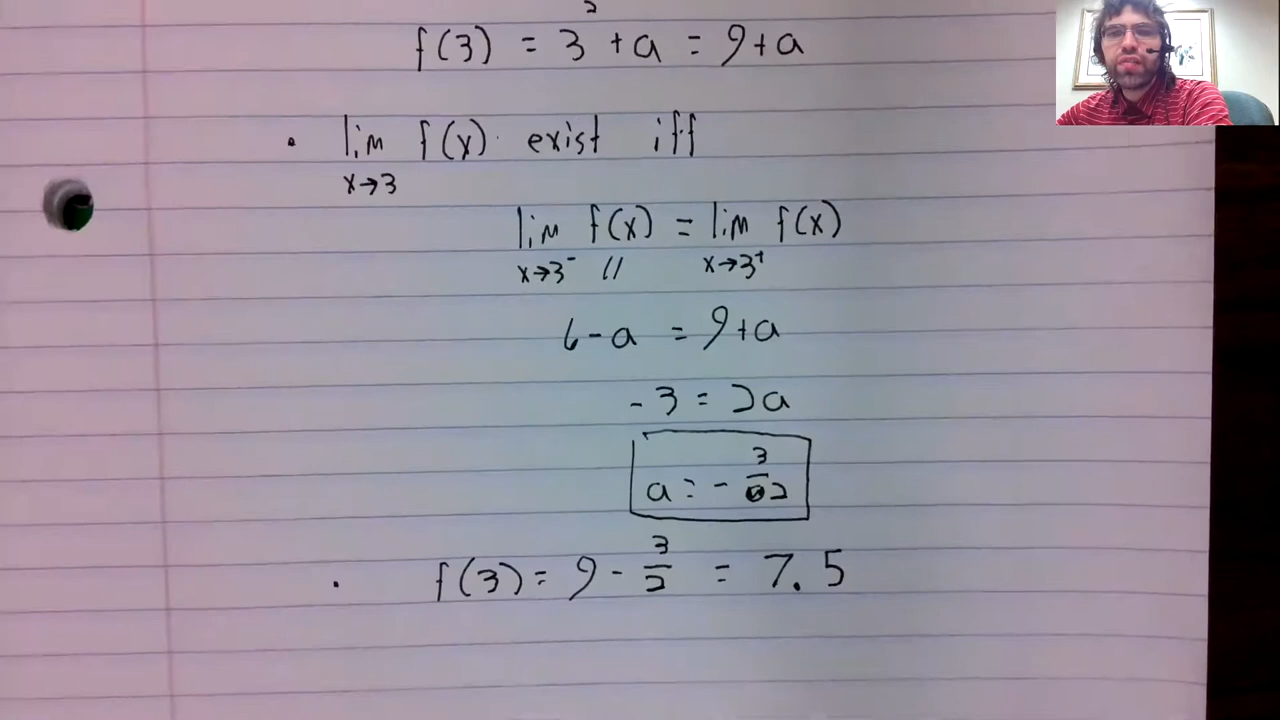 f(3) = 3² + a = 9 + a
• lim f(x) exist iff
x→3
lim f(x) = lim f(x)
x→3⁻ // x→3⁺
6 - a = 9 + a
- 3 = 2a
a = - 3/2
• f(3) = 9 - 3/2 = 7.5